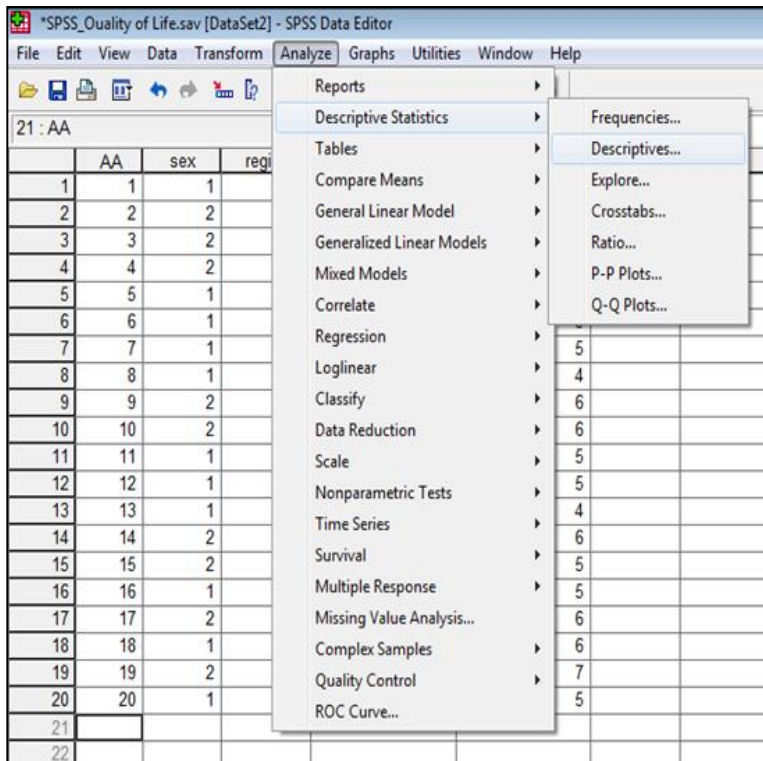 *SPSS_Ouality of Life.sav [DataSet2] - SPSS Data Editor
File Edit View Data Transform Analyze Graphs Utilities Window Help
21 : AA
AA sex regi
1 1 1
2 2 2
3 3 2
4 4 2
5 5 1
6 6 1
7 7 1 5
8 8 1 4
9 9 2 6
10 10 2 6
11 11 1 5
12 12 1 5
13 13 1 4
14 14 2 6
15 15 2 5
16 16 1 5
17 17 2 6
18 18 1 6
19 19 2 7
20 20 1 5
21
22
Reports
Descriptive Statistics
Tables
Compare Means
General Linear Model
Generalized Linear Models
Mixed Models
Correlate
Regression
Loglinear
Classify
Data Reduction
Scale
Nonparametric Tests
Time Series
Survival
Multiple Response
Missing Value Analysis...
Complex Samples
Quality Control
ROC Curve...
Frequencies...
Descriptives...
Explore...
Crosstabs...
Ratio...
P-P Plots...
Q-Q Plots...